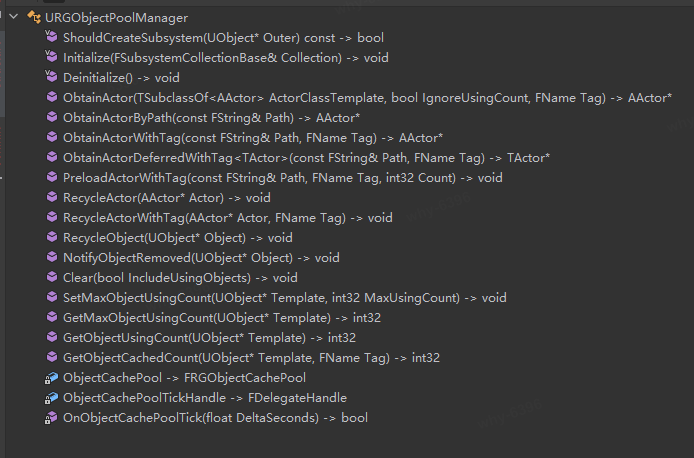 URGObjectPoolManager
ShouldCreateSubsystem(UObject* Outer) const -> bool
Initialize(FSubsystemCollectionBase& Collection) -> void
Deinitialize() -> void
ObtainActor(TSubclassOf<AActor> ActorClassTemplate, bool IgnoreUsingCount, FName Tag) -> AActor*
ObtainActorByPath(const FString& Path) -> AActor*
ObtainActorWithTag(const FString& Path, FName Tag) -> AActor*
ObtainActorDeferredWithTag<TActor>(const FString& Path, FName Tag) -> TActor*
PreloadActorWithTag(const FString& Path, FName Tag, int32 Count) -> void
RecycleActor(AActor* Actor) -> void
RecycleActorWithTag(AActor* Actor, FName Tag) -> void
RecycleObject(UObject* Object) -> void
NotifyObjectRemoved(UObject* Object) -> void
Clear(bool IncludeUsingObjects) -> void
SetMaxObjectUsingCount(UObject* Template, int32 MaxUsingCount) -> void
GetMaxObjectUsingCount(UObject* Template) -> int32
GetObjectUsingCount(UObject* Template) -> int32
GetObjectCachedCount(UObject* Template, FName Tag) -> int32
ObjectCachePool -> FRGObjectCachePool
ObjectCachePoolTickHandle -> FDelegateHandle
OnObjectCachePoolTick(float DeltaSeconds) -> bool